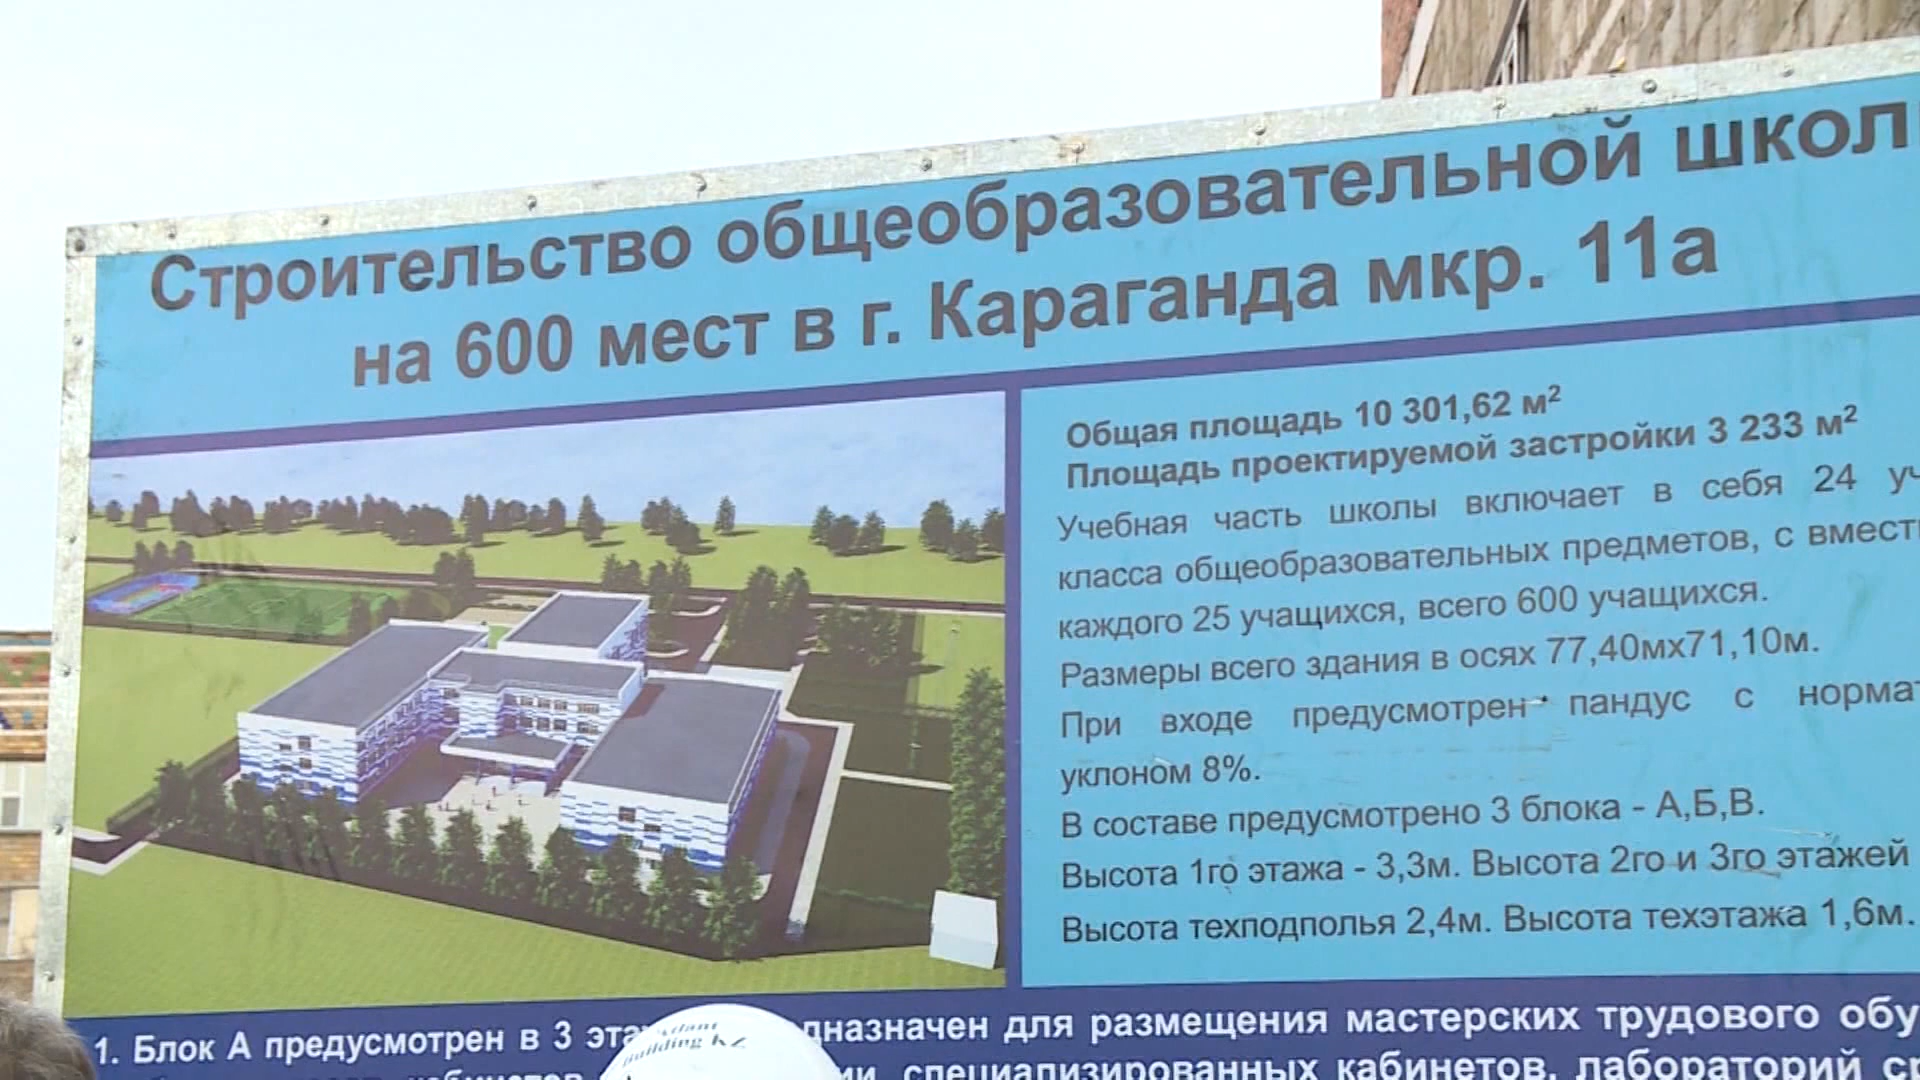 Строительство общеобразовательной школ
на 600 мест в г. Караганда мкр. 11а
Общая площадь 10 301,62 м²
Площадь проектируемой застройки 3 233 м²
Учебная часть школы включает в себя 24 уч
класса общеобразовательных предметов, с вмест
каждого 25 учащихся, всего 600 учащихся.
Размеры всего здания в осях 77,40мх71,10м.
При входе предусмотрен пандус с норма
уклоном 8%.
В составе предусмотрено 3 блока - А,Б,В.
Высота 1го этажа - 3,3м. Высота 2го и 3го этажей
Высота техподполья 2,4м. Высота техэтажа 1,6м.
1. Блок А предусмотрен в 3 эта дназначен для размещения мастерских трудового обу
специализированных кабинетов, лабораторий
building kz